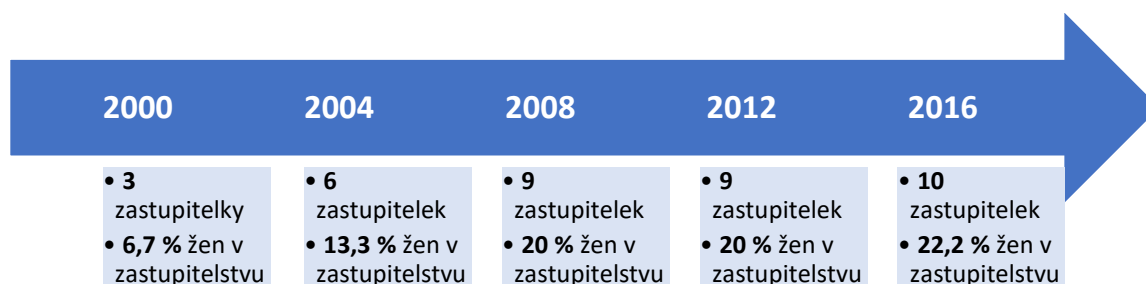 2000
2004
2008
2012
2016
• 3
zastupitelky
• 6,7 % žen v
zastupitelstvu
• 6
zastupitelek
• 13,3 % žen v
zastupitelstvu
• 9
zastupitelek
• 20 % žen v
zastupitelstvu
• 9
zastupitelek
• 20 % žen v
zastupitelstvu
• 10
zastupitelek
• 22,2 % žen v
zastupitelstvu